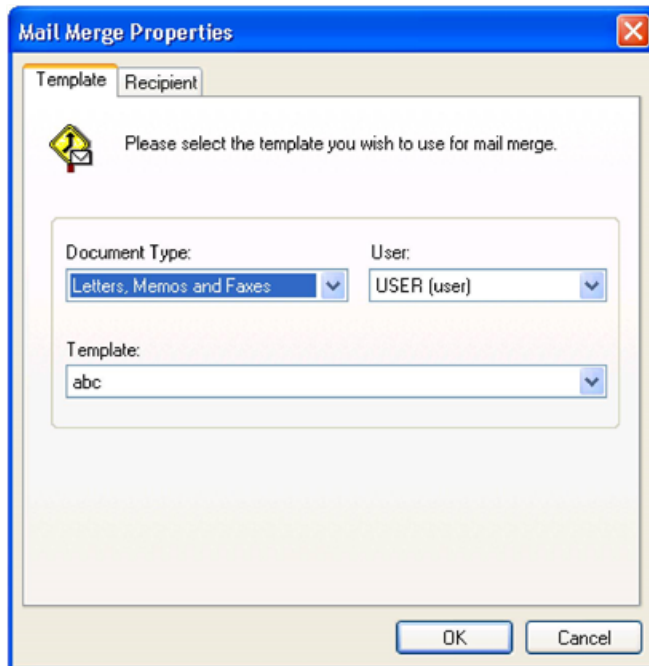 Mail Merge Properties
Template Recipient
Please select the template you wish to use for mail merge.
Document Type: User:
Letters, Memos and Faxes USER (user)
Template:
abc
OK Cancel